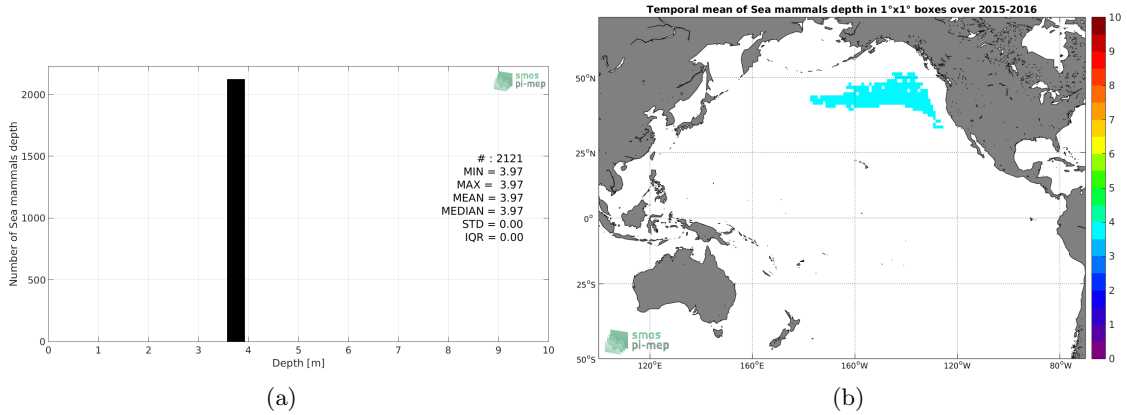 smos
pi-mep
2000
1500
1000
500
0
Number of Sea mammals depth
# : 2121
MIN = 3.97
MAX = 3.97
MEAN = 3.97
MEDIAN = 3.97
STD = 0.00
IQR = 0.00
0 1 2 3 4 5 6 7 8 9 10
Depth [m]
(a)
Temporal mean of Sea mammals depth in 1°x1° boxes over 2015-2016
50°N
25°N
0°
25°S
50°S
smos
pi-mep
120°E 160°E 160°W 120°W 80°W
10
9
8
7
6
5
4
3
2
1
0
(b)